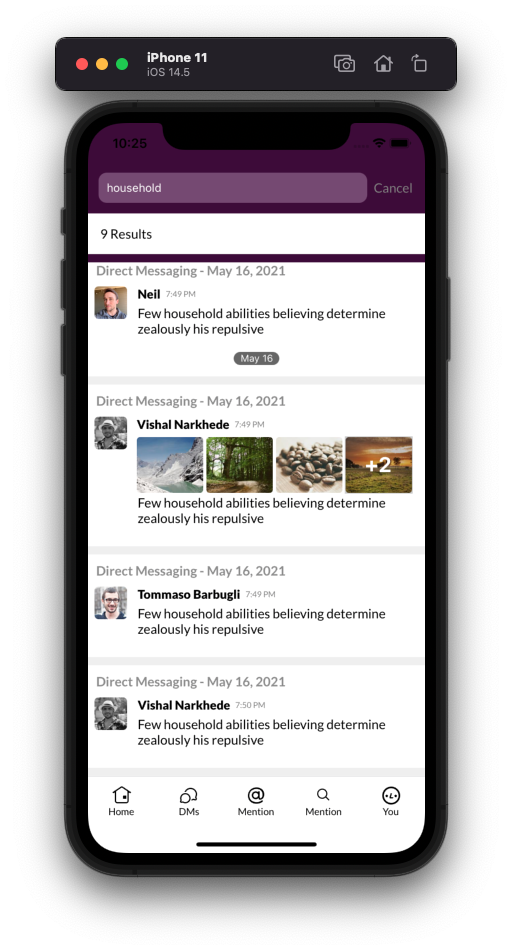 iPhone 11
iOS 14.5
10:25
household
Cancel
9 Results
Direct Messaging - May 16, 2021
Neil 7:49 PM
Few household abilities believing determine
zealously his repulsive
May 16
Direct Messaging - May 16, 2021
Vishal Narkhede 7:49 PM
+2
Few household abilities believing determine
zealously his repulsive
Direct Messaging - May 16, 2021
Tommaso Barbugli 7:49 PM
Few household abilities believing determine
zealously his repulsive
Direct Messaging - May 16, 2021
Vishal Narkhede 7:50 PM
Few household abilities believing determine
zealously his repulsive
Home DMs Mention Mention You